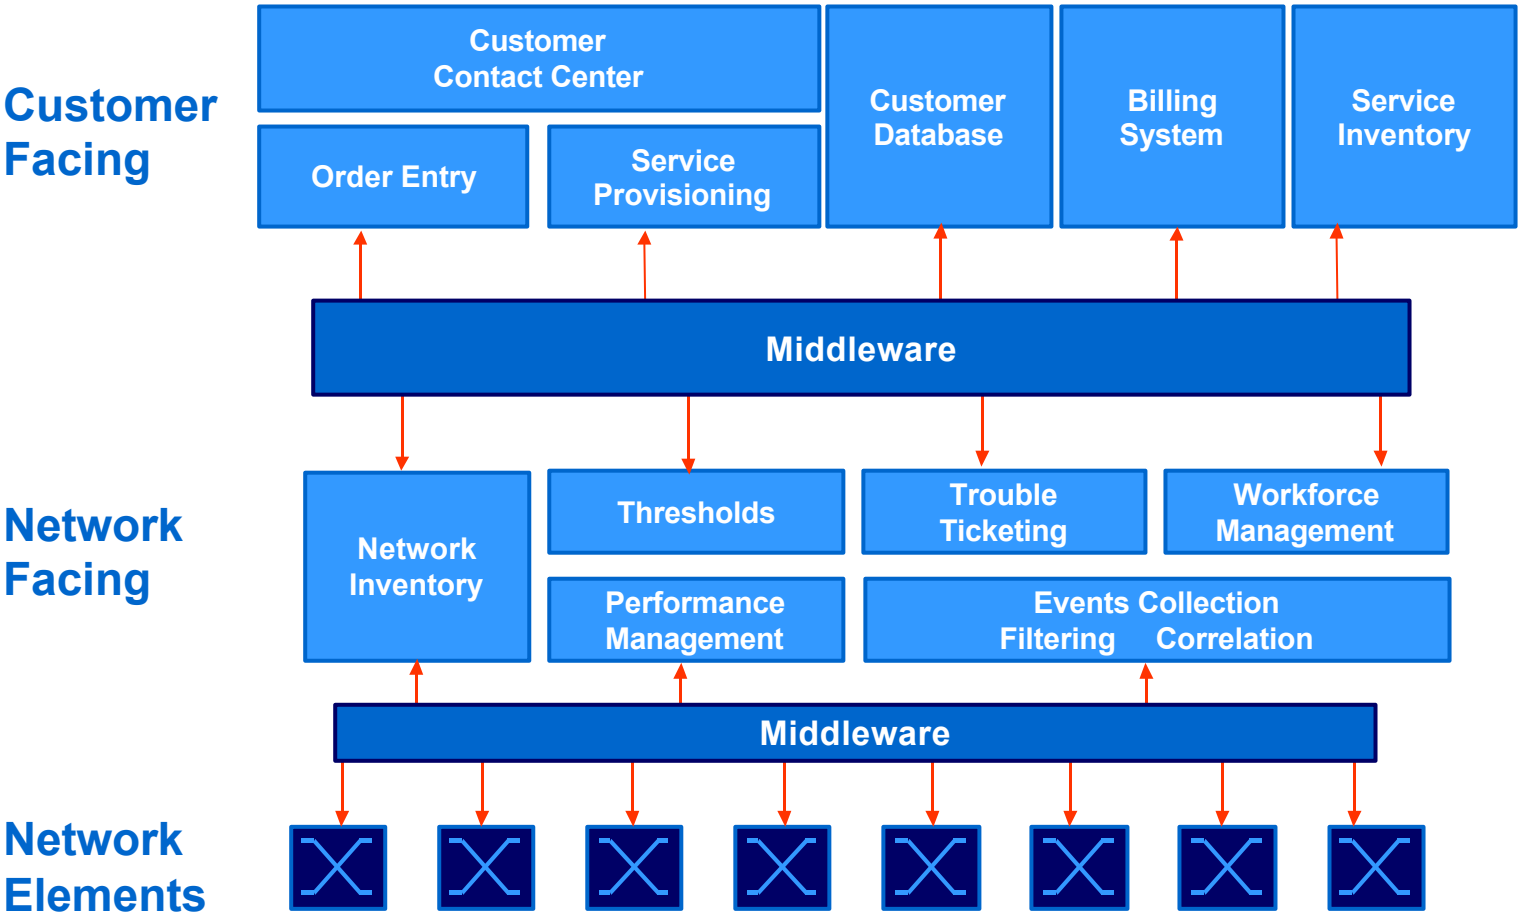 Customer
Facing
Customer
Contact Center
Order Entry
Service
Provisioning
Customer
Database
Billing
System
Service
Inventory
Middleware
Network
Facing
Network
Inventory
Thresholds
Trouble
Ticketing
Workforce
Management
Performance
Management
Events Collection
Filtering Correlation
Middleware
Network
Elements